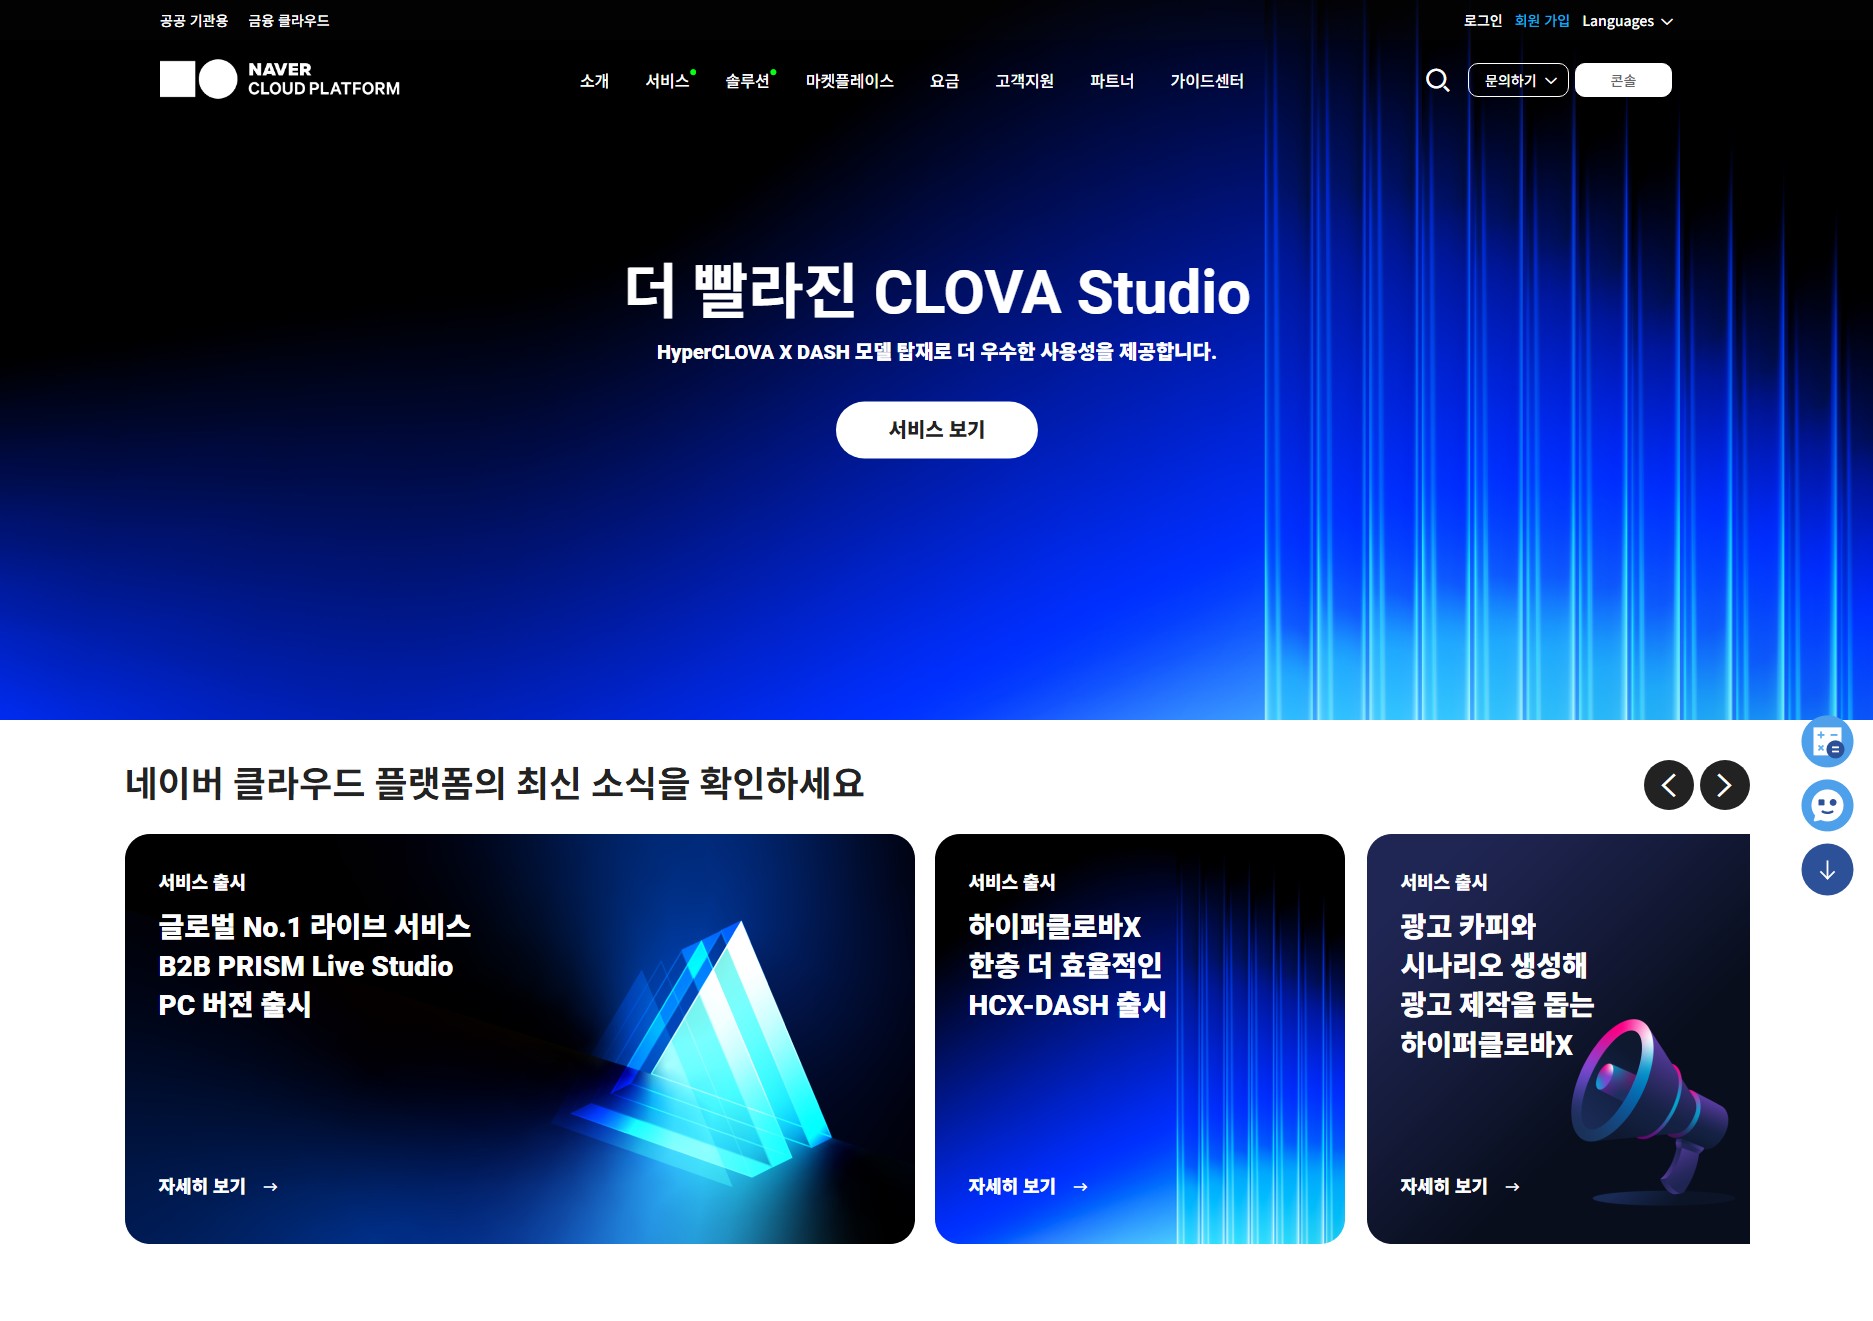 공공 기관용 금융 클라우드
로그인 회원 가입 Languages
NAVER
CLOUD PLATFORM
소개 서비스 솔루션 마켓플레이스 요금 고객지원 파트너 가이드센터
문의하기 콘솔
더 빨라진 CLOVA Studio
HyperCLOVA X DASH 모델 탑재로 더 우수한 사용성을 제공합니다.
서비스 보기
네이버 클라우드 플랫폼의 최신 소식을 확인하세요
서비스 출시
글로벌 No.1 라이브 서비스
B2B PRISM Live Studio
PC 버전 출시
자세히 보기 →
서비스 출시
하이퍼클로바X
한층 더 효율적인
HCX-DASH 출시
자세히 보기 →
서비스 출시
광고 카피와
시나리오 생성해
광고 제작을 돕는
하이퍼클로바X
자세히 보기 →